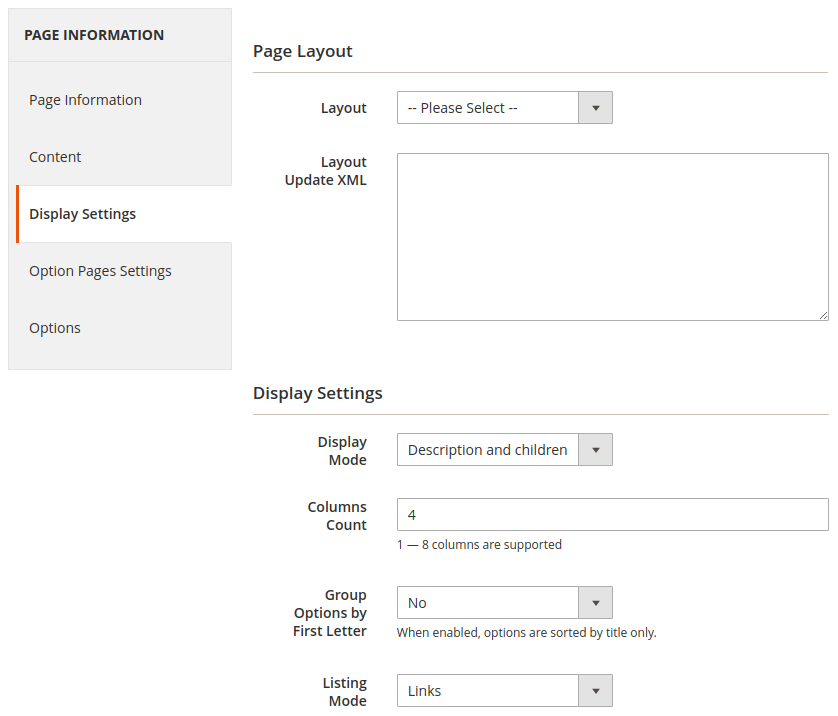 PAGE INFORMATION
Page Information
Content
Display Settings
Option Pages Settings
Options
Page Layout
Layout
-- Please Select --
Layout
Update XML
Display Settings
Display
Mode
Description and children
Columns
Count
4
1 — 8 columns are supported
Group
Options by
First Letter
No
When enabled, options are sorted by title only.
Listing
Mode
Links